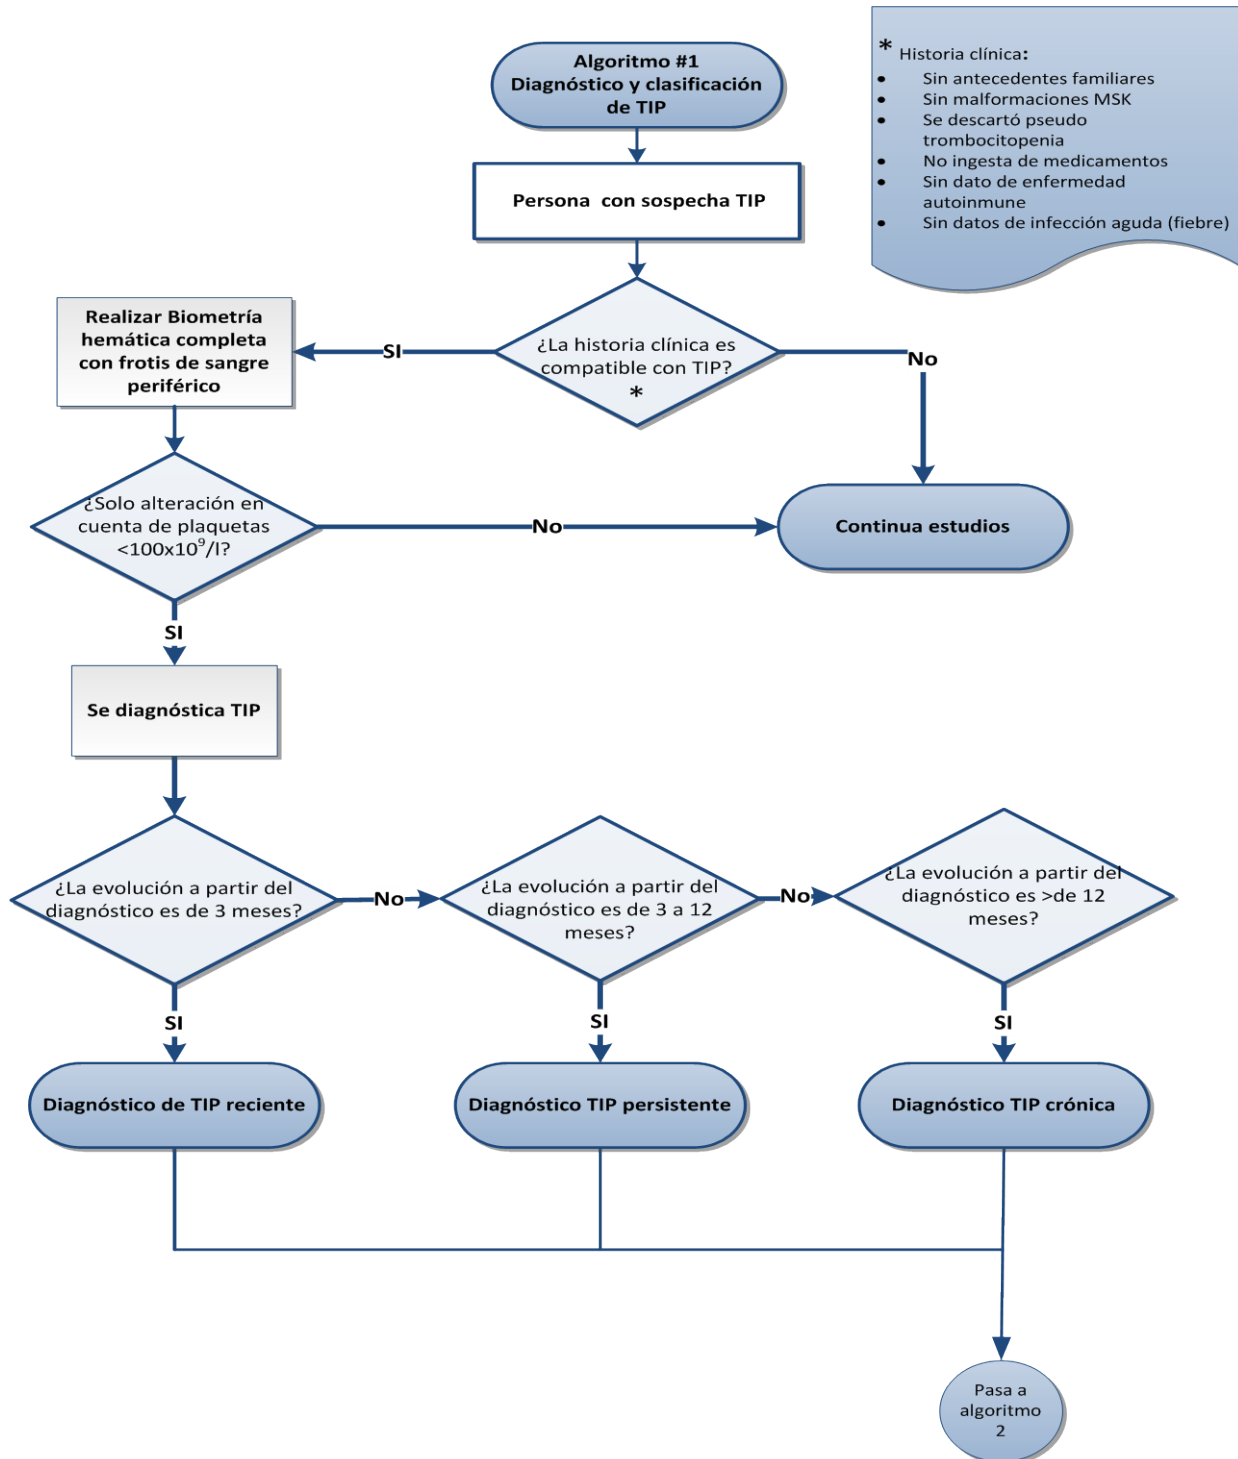 Algoritmo #1
Diagnóstico y clasificación
de TIP
* Historia clínica:
• Sin antecedentes familiares
• Sin malformaciones MSK
• Se descartó pseudo
trombocitopenia
• No ingesta de medicamentos
• Sin dato de enfermedad
autoinmune
• Sin datos de infección aguda (fiebre)
Persona con sospecha TIP
¿La historia clínica es
compatible con TIP?
*
SI
No
Realizar Biometría
hemática completa
con frotis de sangre
periférico
¿Solo alteración en
cuenta de plaquetas
<100x10⁹/l?
No
Continua estudios
SI
Se diagnóstica TIP
¿La evolución a partir del
diagnóstico es de 3 meses?
No
¿La evolución a partir del
diagnóstico es de 3 a 12
meses?
No
¿La evolución a partir del
diagnóstico es >de 12
meses?
SI
SI
SI
Diagnóstico de TIP reciente
Diagnóstico TIP persistente
Diagnóstico TIP crónica
Pasa a
algoritmo
2